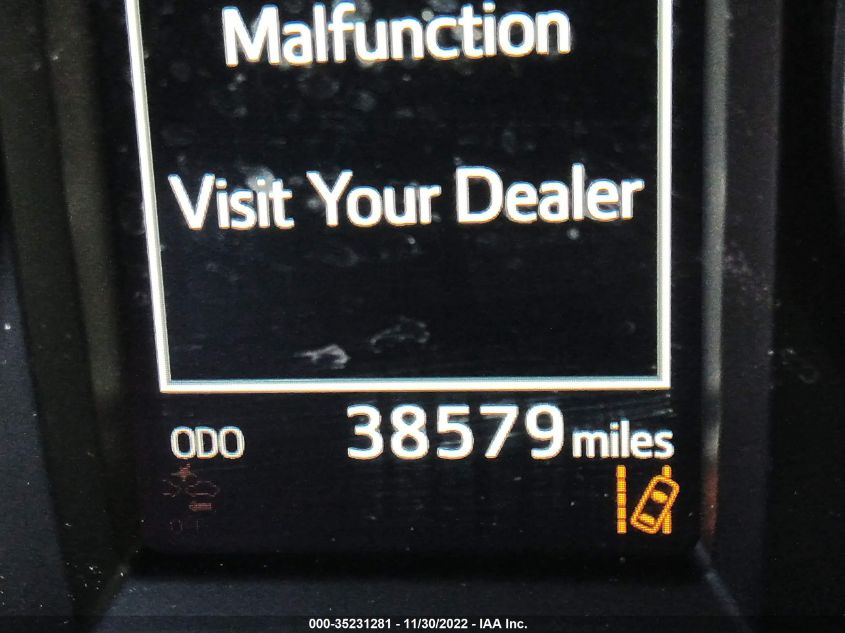 Malfunction
Visit Your Dealer
ODO 38579 miles
000-35231281 - 11/30/2022 - IAA Inc.